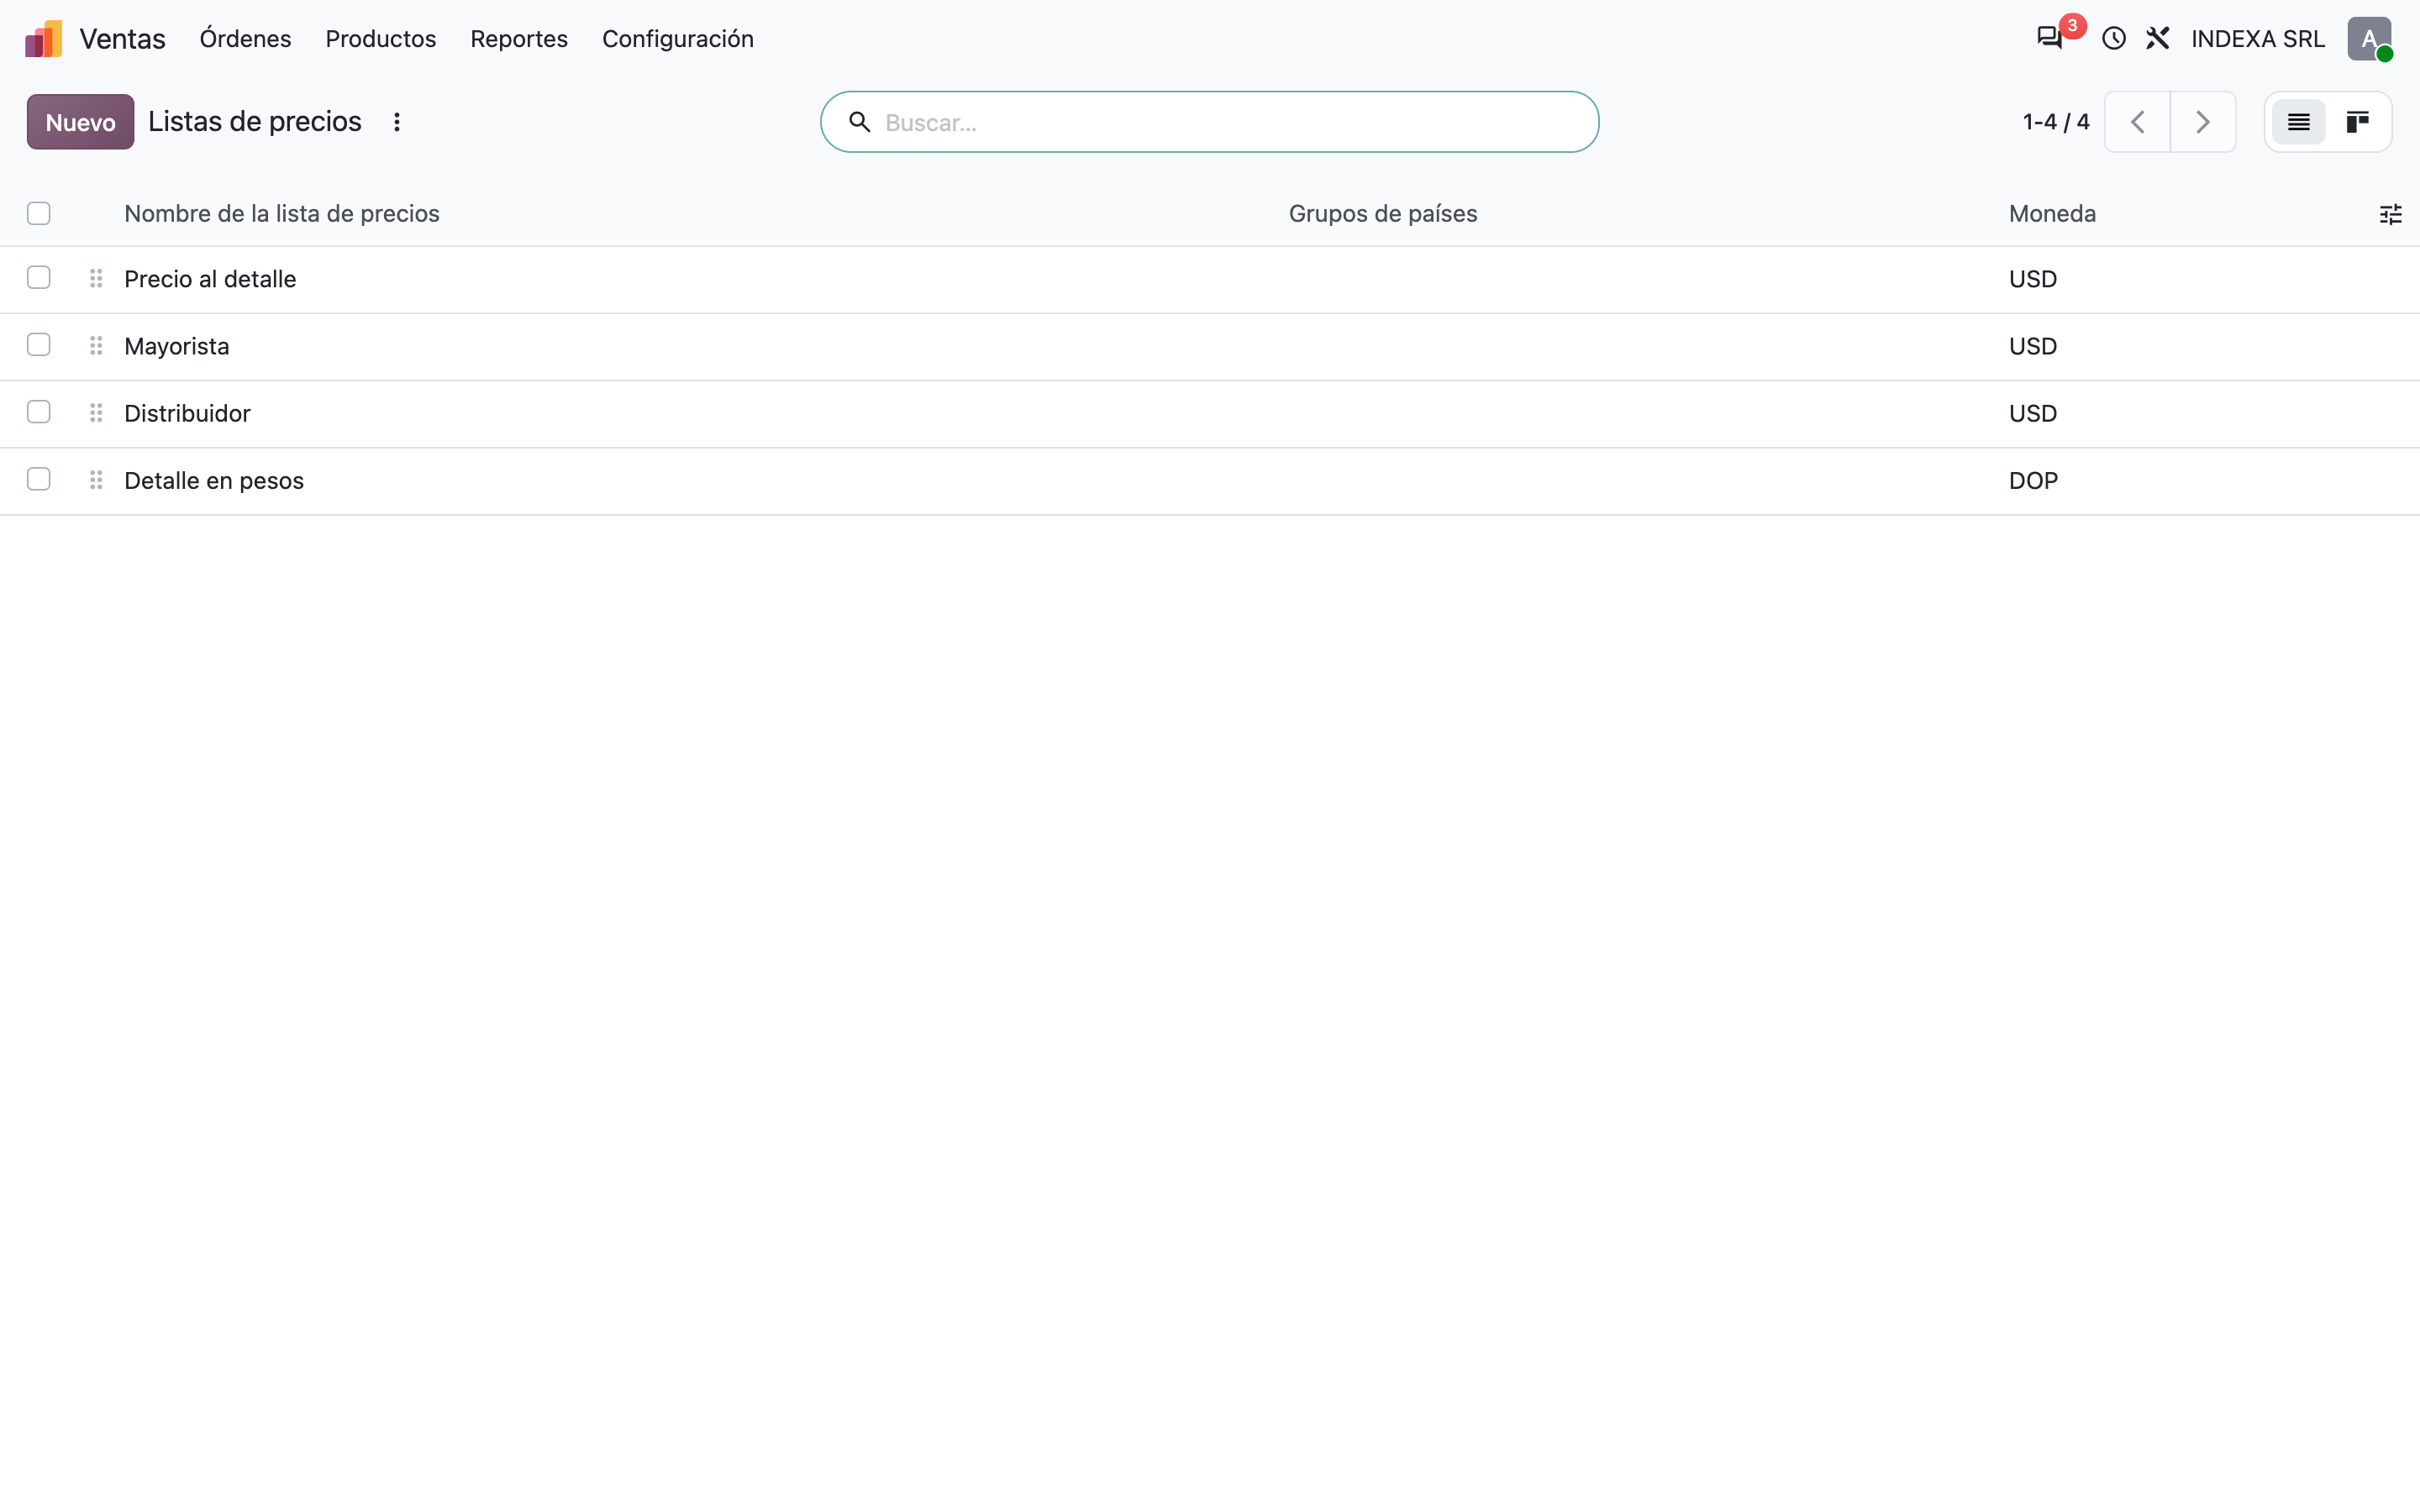 Ventas Órdenes Productos Reportes Configuración 3 INDEXA SRL A
Nuevo Listas de precios Buscar... 1-4 / 4
Nombre de la lista de precios Grupos de países Moneda
Precio al detalle USD
Mayorista USD
Distribuidor USD
Detalle en pesos DOP